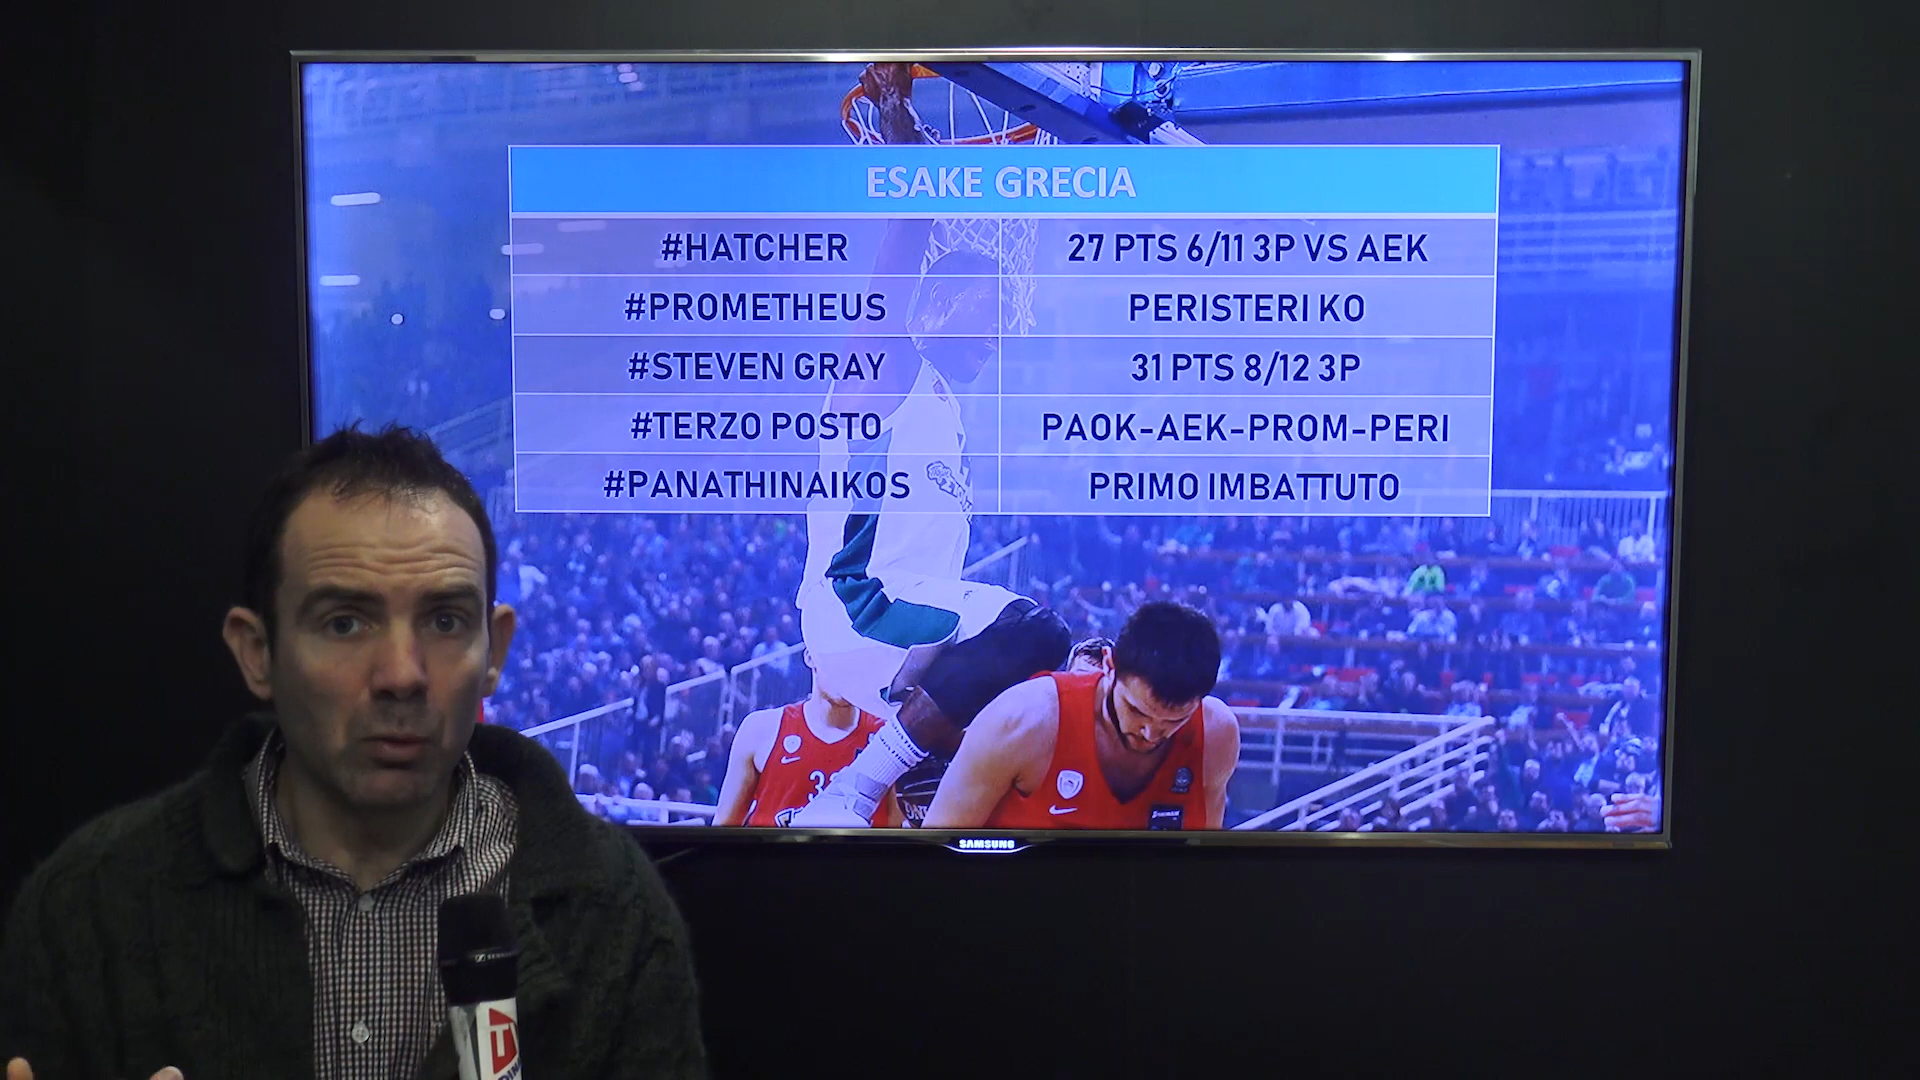 ESAKE GRECIA
#HATCHER 27 PTS 6/11 3P VS AEK
#PROMETHEUS PERISTERI KO
#STEVEN GRAY 31 PTS 8/12 3P
#TERZO POSTO PAOK-AEK-PROM-PERI
#PANATHINAIKOS PRIMO IMBATTUTO
SAMSUNG